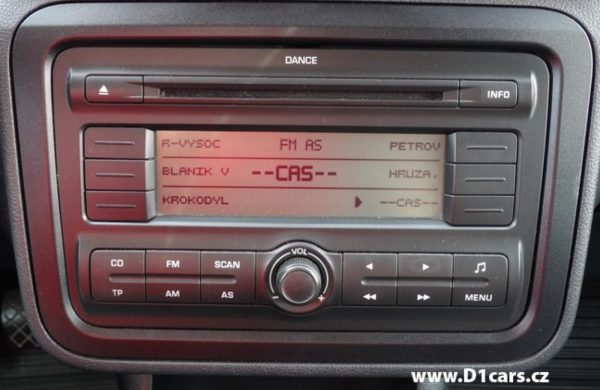 DANCE
INFO
R-VYSOC FM AS PETROV
BLANIK V --CAS-- HRUZA.
KROKODYL --CAS--
VOL
CD FM SCAN
TP AM AS MENU
- +
www.D1cars.cz